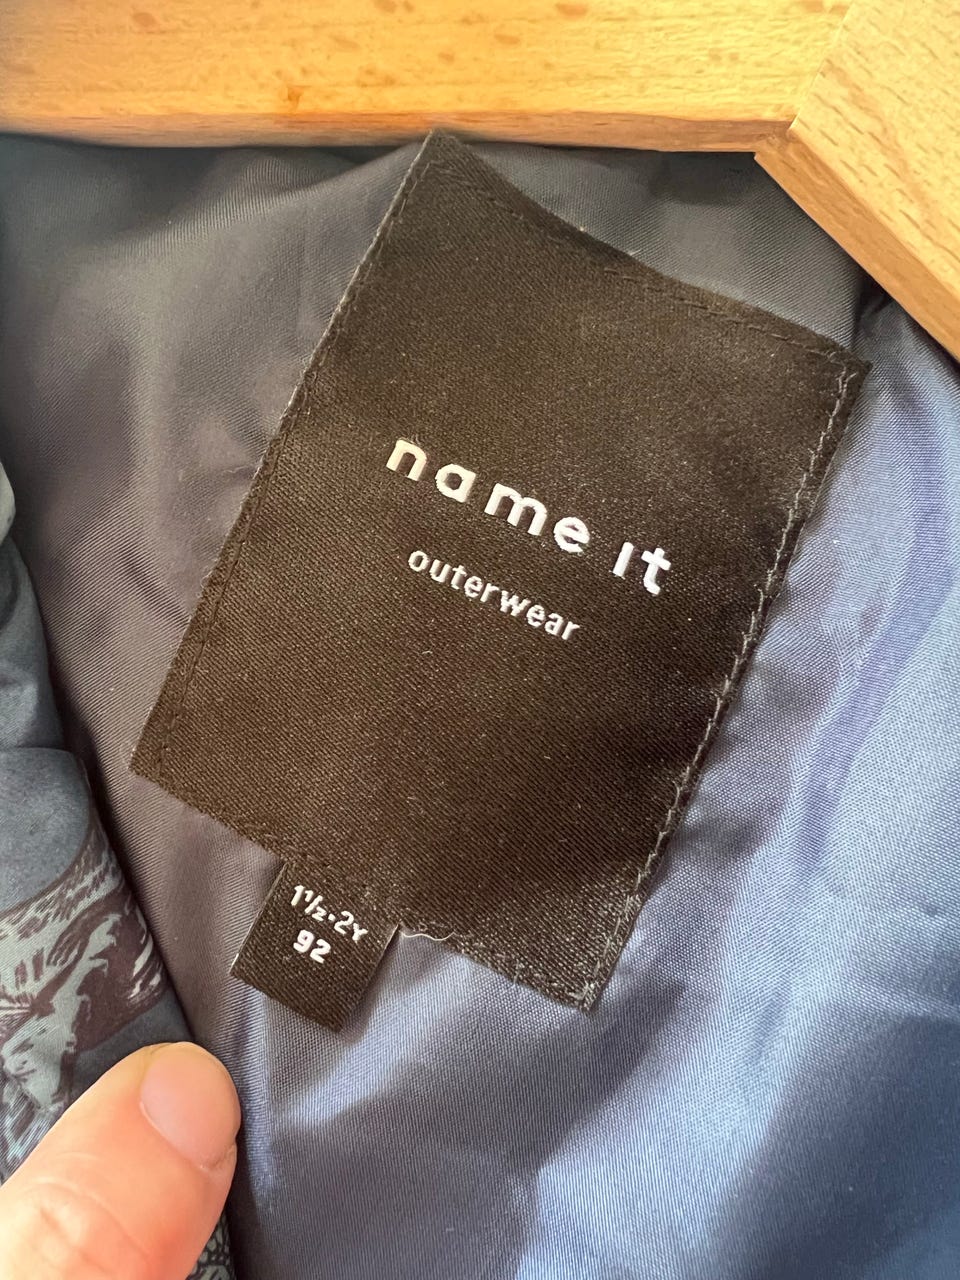 name it
outerwear
1½-2Y
92